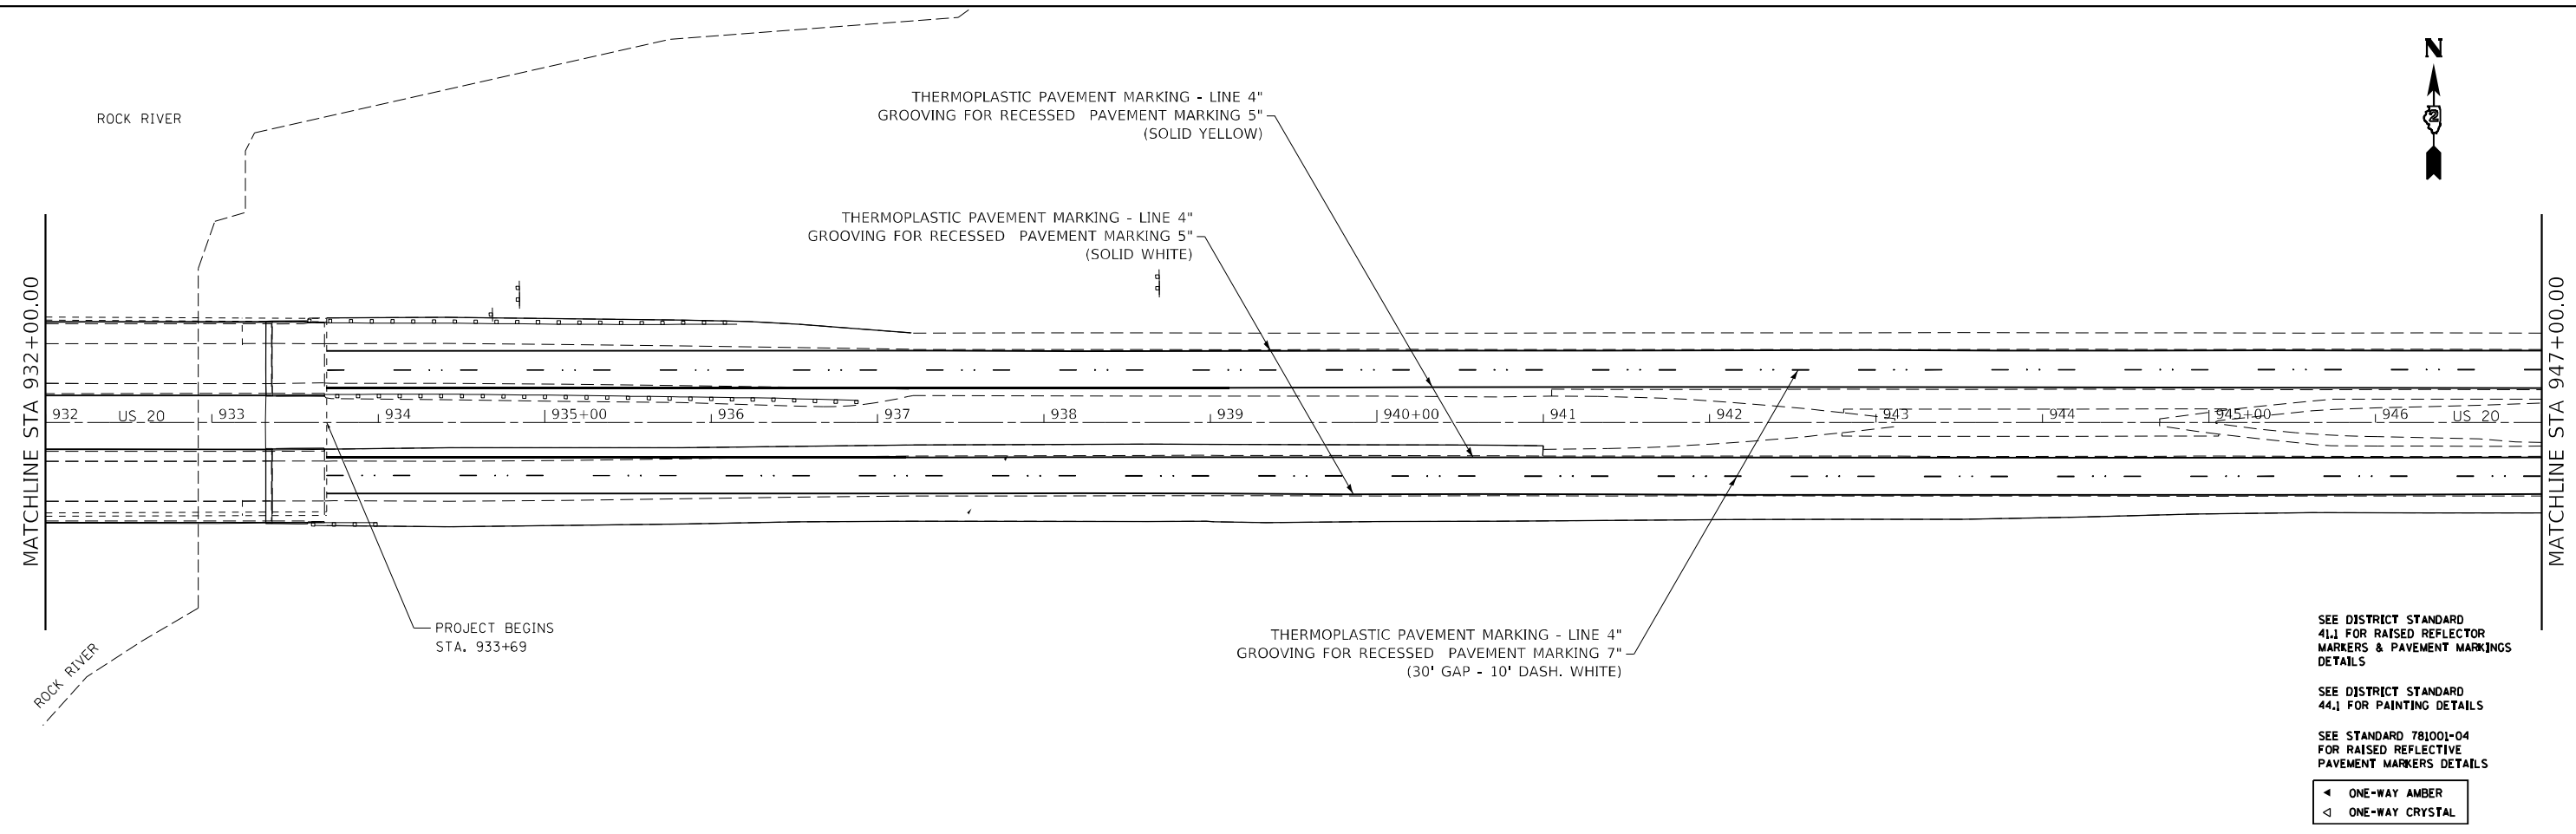 N
2
ROCK RIVER
THERMOPLASTIC PAVEMENT MARKING - LINE 4"
GROOVING FOR RECESSED PAVEMENT MARKING 5"
(SOLID YELLOW)
THERMOPLASTIC PAVEMENT MARKING - LINE 4"
GROOVING FOR RECESSED PAVEMENT MARKING 5"
(SOLID WHITE)
MATCHLINE STA 932+00.00
MATCHLINE STA 947+00.00
932 US 20 933 934 935+00 936 937 938 939 940+00 941 942 943 944 945+00 946 US 20
PROJECT BEGINS
STA. 933+69
ROCK RIVER
THERMOPLASTIC PAVEMENT MARKING - LINE 4"
GROOVING FOR RECESSED PAVEMENT MARKING 7"
(30' GAP - 10' DASH. WHITE)
SEE DISTRICT STANDARD
41.1 FOR RAISED REFLECTOR
MARKERS & PAVEMENT MARKINGS
DETAILS
SEE DISTRICT STANDARD
44.1 FOR PAINTING DETAILS
SEE STANDARD 781001-04
FOR RAISED REFLECTIVE
PAVEMENT MARKERS DETAILS
ONE-WAY AMBER
ONE-WAY CRYSTAL